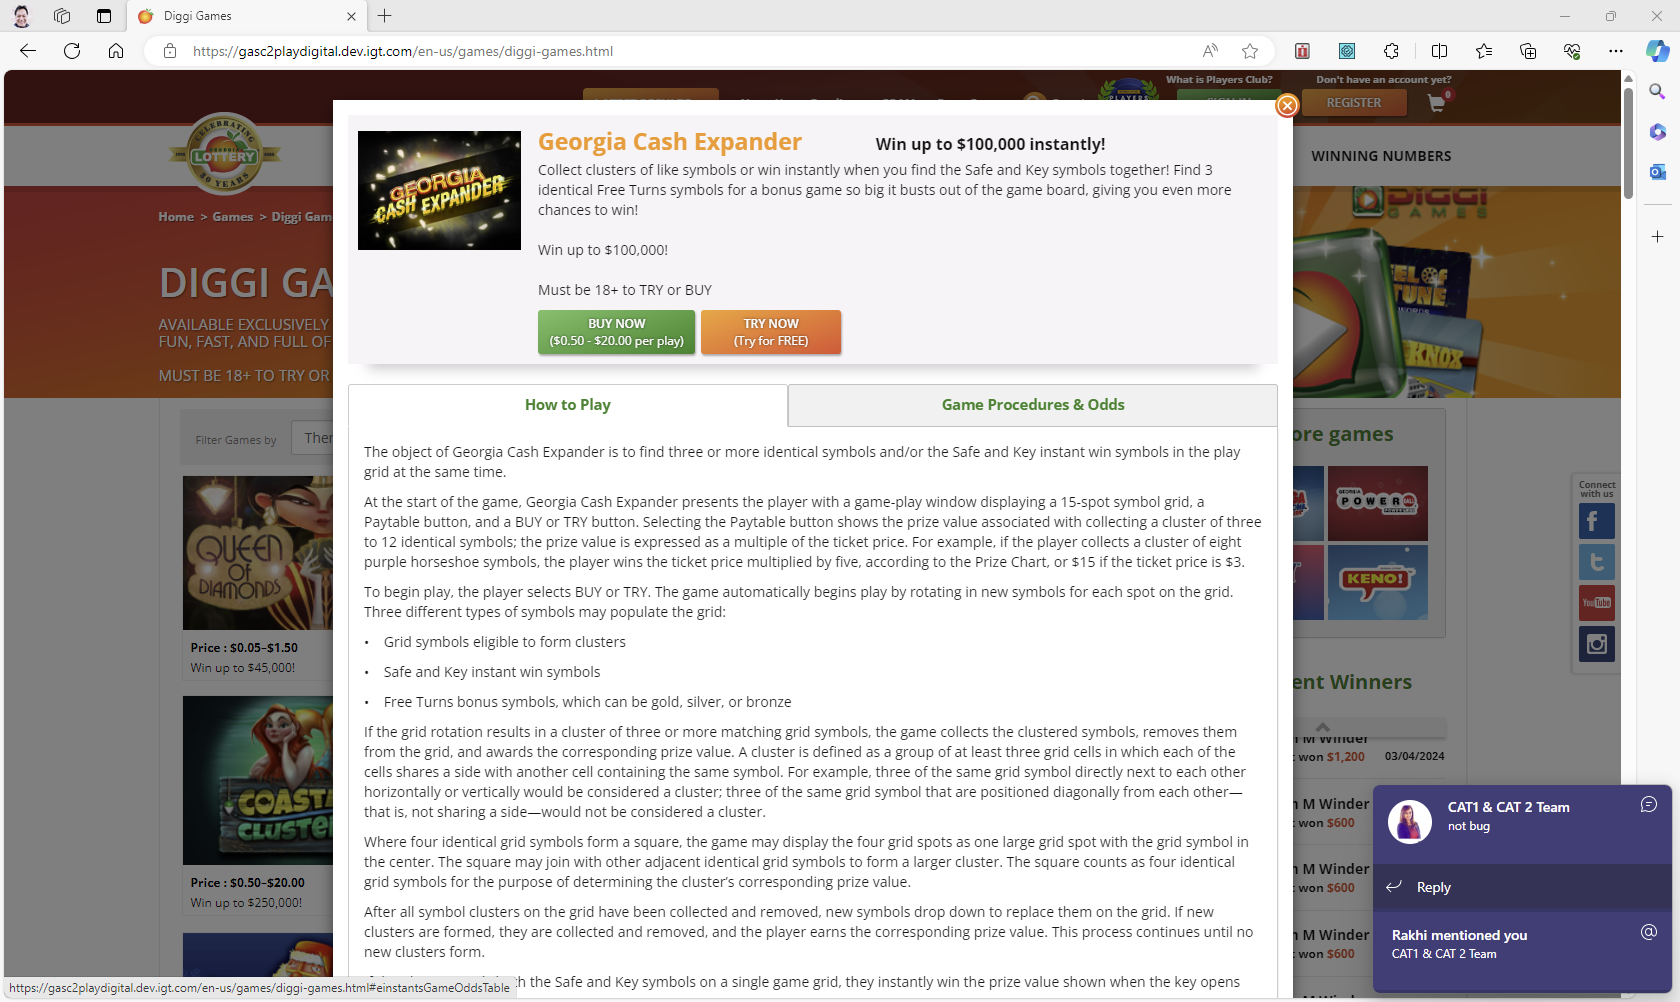 Diggi Games
https://gasc2playdigital.dev.igt.com/en-us/games/diggi-games.html
What is Players Club?
Don't have an account yet?
PLAYERS
SIGN IN
REGISTER
0
CELEBRATING
GEORGIA
LOTTERY
30 YEARS
WINNING NUMBERS
Home > Games > Diggi Gam
DIGGI GA
AVAILABLE EXCLUSIVELY
FUN, FAST, AND FULL OF
MUST BE 18+ TO TRY OR
DIGGI
GAMES
EEL OF
TUNE
WORDS
KNOX
GEORGIA
CASH EXPANDER
Georgia Cash Expander
Win up to $100,000 instantly!
Collect clusters of like symbols or win instantly when you find the Safe and Key symbols together! Find 3
identical Free Turns symbols for a bonus game so big it busts out of the game board, giving you even more
chances to win!
Win up to $100,000!
Must be 18+ to TRY or BUY
BUY NOW
($0.50 - $20.00 per play)
TRY NOW
(Try for FREE)
How to Play
Game Procedures & Odds
The object of Georgia Cash Expander is to find three or more identical symbols and/or the Safe and Key instant win symbols in the play
grid at the same time.
At the start of the game, Georgia Cash Expander presents the player with a game-play window displaying a 15-spot symbol grid, a
Paytable button, and a BUY or TRY button. Selecting the Paytable button shows the prize value associated with collecting a cluster of three
to 12 identical symbols; the prize value is expressed as a multiple of the ticket price. For example, if the player collects a cluster of eight
purple horseshoe symbols, the player wins the ticket price multiplied by five, according to the Prize Chart, or $15 if the ticket price is $3.
To begin play, the player selects BUY or TRY. The game automatically begins play by rotating in new symbols for each spot on the grid.
Three different types of symbols may populate the grid:
• Grid symbols eligible to form clusters
• Safe and Key instant win symbols
• Free Turns bonus symbols, which can be gold, silver, or bronze
If the grid rotation results in a cluster of three or more matching grid symbols, the game collects the clustered symbols, removes them
from the grid, and awards the corresponding prize value. A cluster is defined as a group of at least three grid cells in which each of the
cells shares a side with another cell containing the same symbol. For example, three of the same grid symbol directly next to each other
horizontally or vertically would be considered a cluster; three of the same grid symbol that are positioned diagonally from each other—
that is, not sharing a side—would not be considered a cluster.
Where four identical grid symbols form a square, the game may display the four grid spots as one large grid spot with the grid symbol in
the center. The square may join with other adjacent identical grid symbols to form a larger cluster. The square counts as four identical
grid symbols for the purpose of determining the cluster's corresponding prize value.
After all symbol clusters on the grid have been collected and removed, new symbols drop down to replace them on the grid. If new
clusters are formed, they are collected and removed, and the player earns the corresponding prize value. This process continues until no
new clusters form.
h the Safe and Key symbols on a single game grid, they instantly win the prize value shown when the key opens
Filter Games by
Ther
QUEEN
OF
DIAMONDS
Price : $0.05–$1.50
Win up to $45,000!
COASTA
CLUSTE
Price : $0.50–$20.00
Win up to $250,000!
ore games
GEORGIA
POWERBALL
KENO!
Connect
with us
You Tube
ent Winners
n M Winder
t won $1,200
03/04/2024
n M Winder
t won $600
n M Winder
t won $600
n M Winder
t won $600
n M Winder
CAT1 & CAT 2 Team
not bug
Reply
Rakhi mentioned you
CAT1 & CAT 2 Team
https://gasc2playdigital.dev.igt.com/en-us/games/diggi-games.html#einstantsGameOddsTable